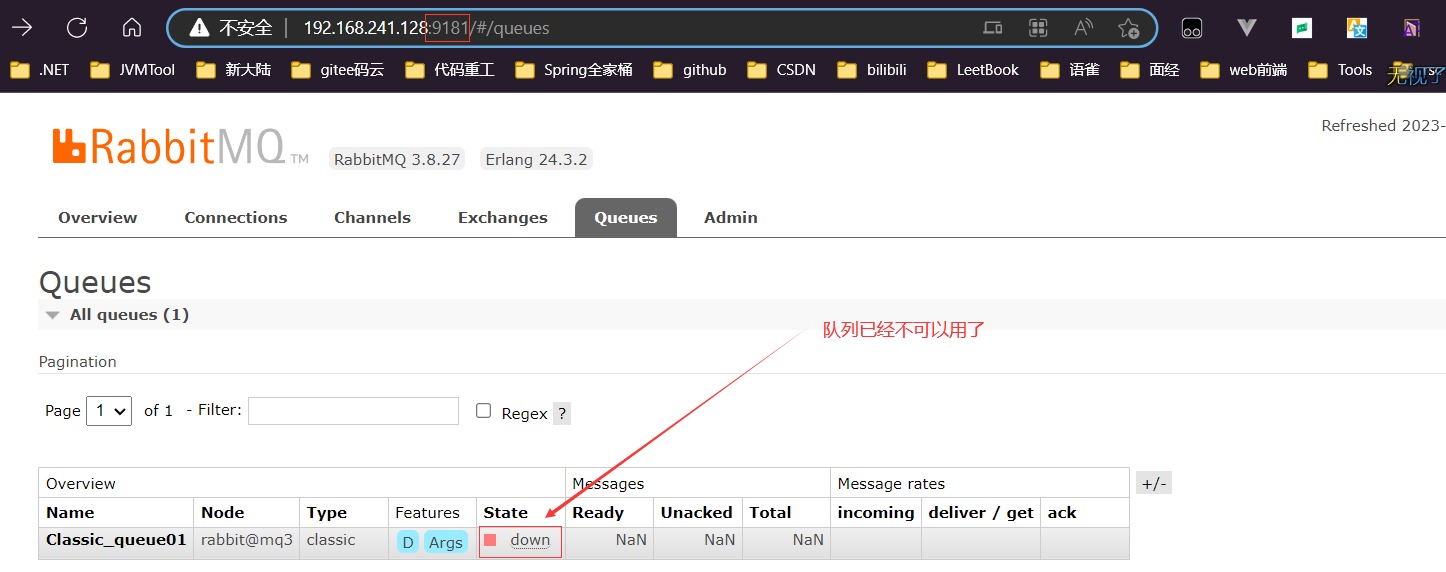 不安全 192.168.241.128:9181/#/queues
.NET JVMTool 新大陆 gitee码云 代码重工 Spring全家桶 github CSDN bilibili LeetBook 语雀 面经 web前端 Tools
Refreshed 2023-
RabbitMQ TM RabbitMQ 3.8.27 Erlang 24.3.2
Overview Connections Channels Exchanges Queues Admin
Queues
All queues (1)
队列已经不可以用了
Pagination
Page 1 of 1 - Filter: Regex ?
Overview Messages Message rates +/-
Name Node Type Features State Ready Unacked Total incoming deliver / get ack
Classic_queue01 rabbit@mq3 classic D Args down NaN NaN NaN